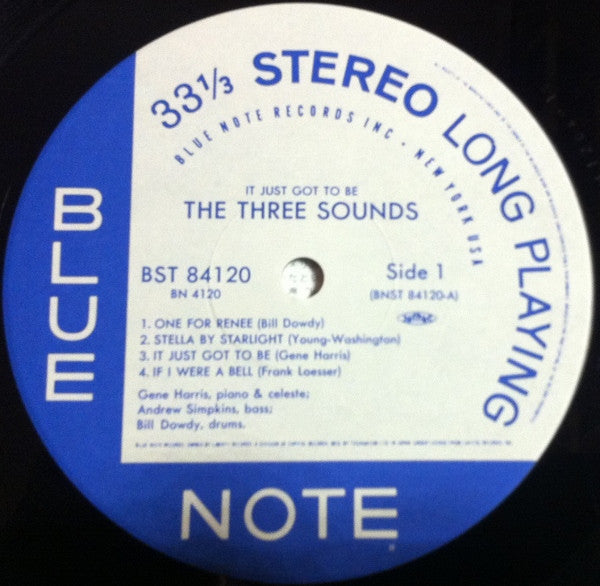 33⅓ STEREO LONG PLAYING
BLUE NOTE RECORDS INC · NEW YORK USA
BLUE
IT JUST GOT TO BE
THE THREE SOUNDS
BST 84120
BN 4120
Side 1
(BNST 84120-A)
1. ONE FOR RENEE (Bill Dowdy)
2. STELLA BY STARLIGHT (Young-Washington)
3. IT JUST GOT TO BE (Gene Harris)
4. IF I WERE A BELL (Frank Loesser)
Gene Harris, piano & celeste;
Andrew Simpkins, bass;
Bill Dowdy, drums.
NOTE